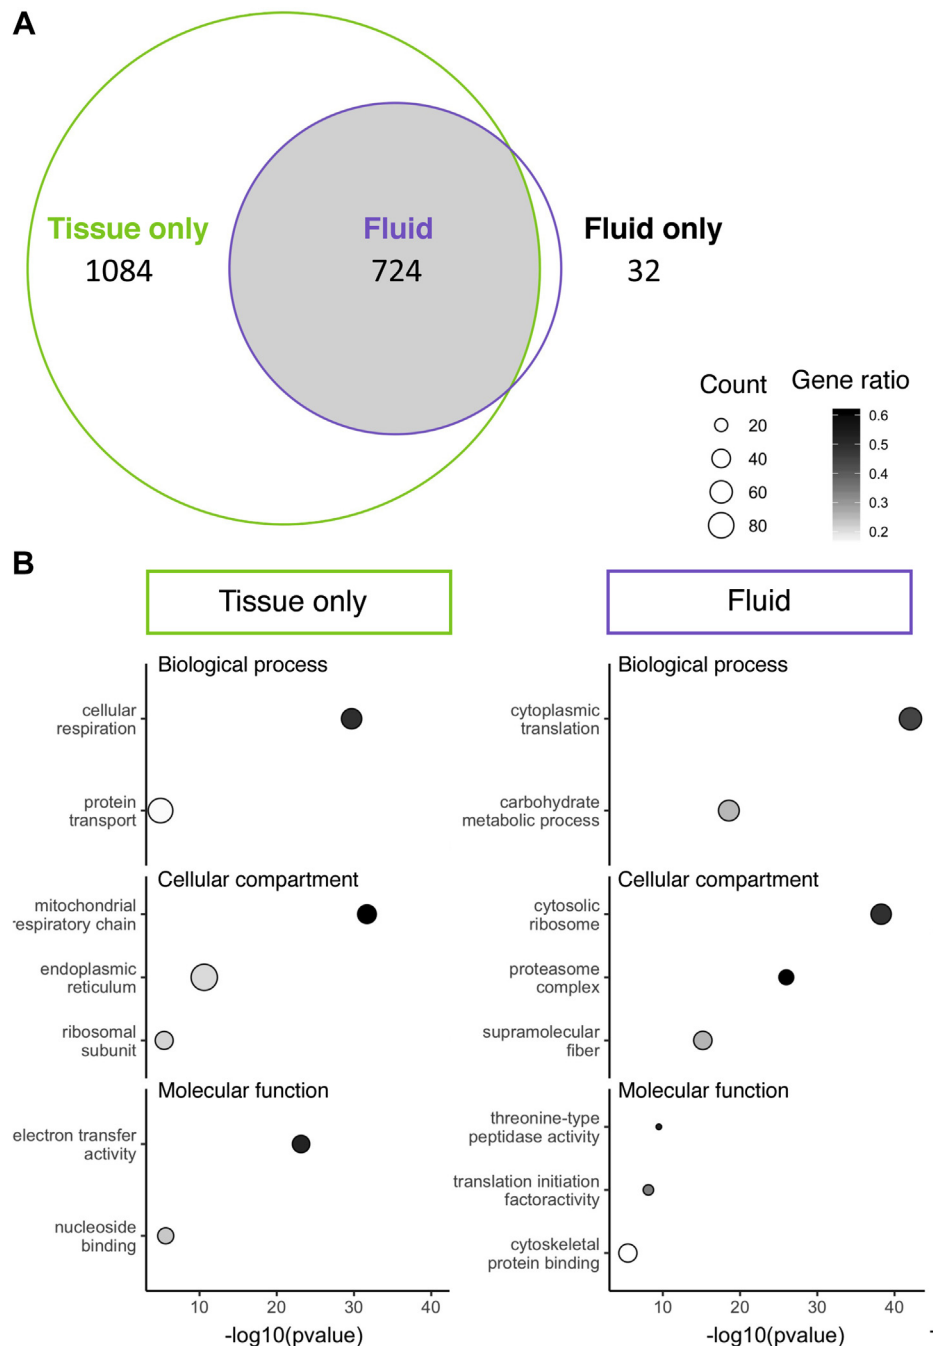 A
Tissue only
1084
Fluid
724
Fluid only
32
Count
20
40
60
80
Gene ratio
0.6
0.5
0.4
0.3
0.2
B
Tissue only
Biological process
cellular
respiration
protein
transport
Cellular compartment
mitochondrial
respiratory chain
endoplasmic
reticulum
ribosomal
subunit
Molecular function
electron transfer
activity
nucleoside
binding
10 20 30 40
-log10(pvalue)
Fluid
Biological process
cytoplasmic
translation
carbohydrate
metabolic process
Cellular compartment
cytosolic
ribosome
proteasome
complex
supramolecular
fiber
Molecular function
threonine-type
peptidase activity
translation initiation
factoractivity
cytoskeletal
protein binding
10 20 30 40
-log10(pvalue)